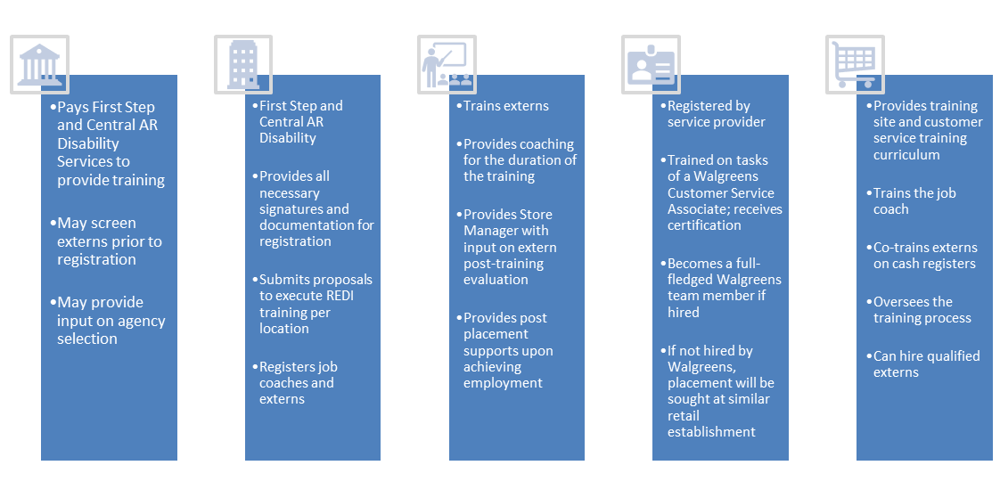 •Pays First Step
and Central AR
Disability
Services to
provide training
•May screen
externs prior to
registration
•May provide
input on agency
selection
•First Step and
Central AR
Disability
•Provides all
necessary
signatures and
documentation for
registration
•Submits proposals
to execute REDI
training per
location
•Registers job
coaches and
externs
•Trains externs
•Provides coaching
for the duration of
the training
•Provides Store
Manager with
input on extern
post-training
evaluation
•Provides post
placement
supports upon
achieving
employment
•Registered by
service provider
•Trained on tasks
of a Walgreens
Customer Service
Associate; receives
certification
•Becomes a full-
fledged Walgreens
team member if
hired
•If not hired by
Walgreens,
placement will be
sought at similar
retail
establishment
•Provides training
site and customer
service training
curriculum
•Trains the job
coach
•Co-trains externs
on cash registers
•Oversees the
training process
•Can hire qualified
externs